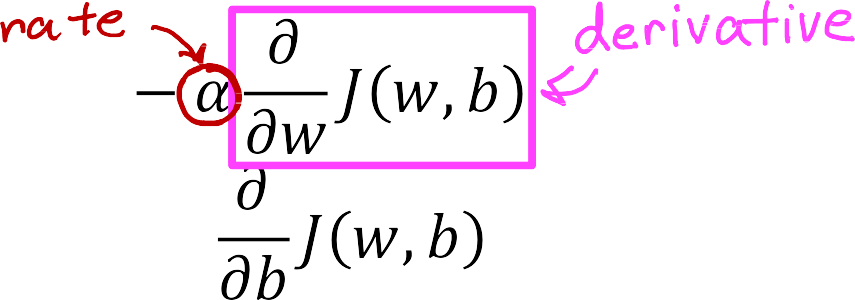 rate
derivative
− α ∂/∂w J(w, b)
∂/∂b J(w, b)